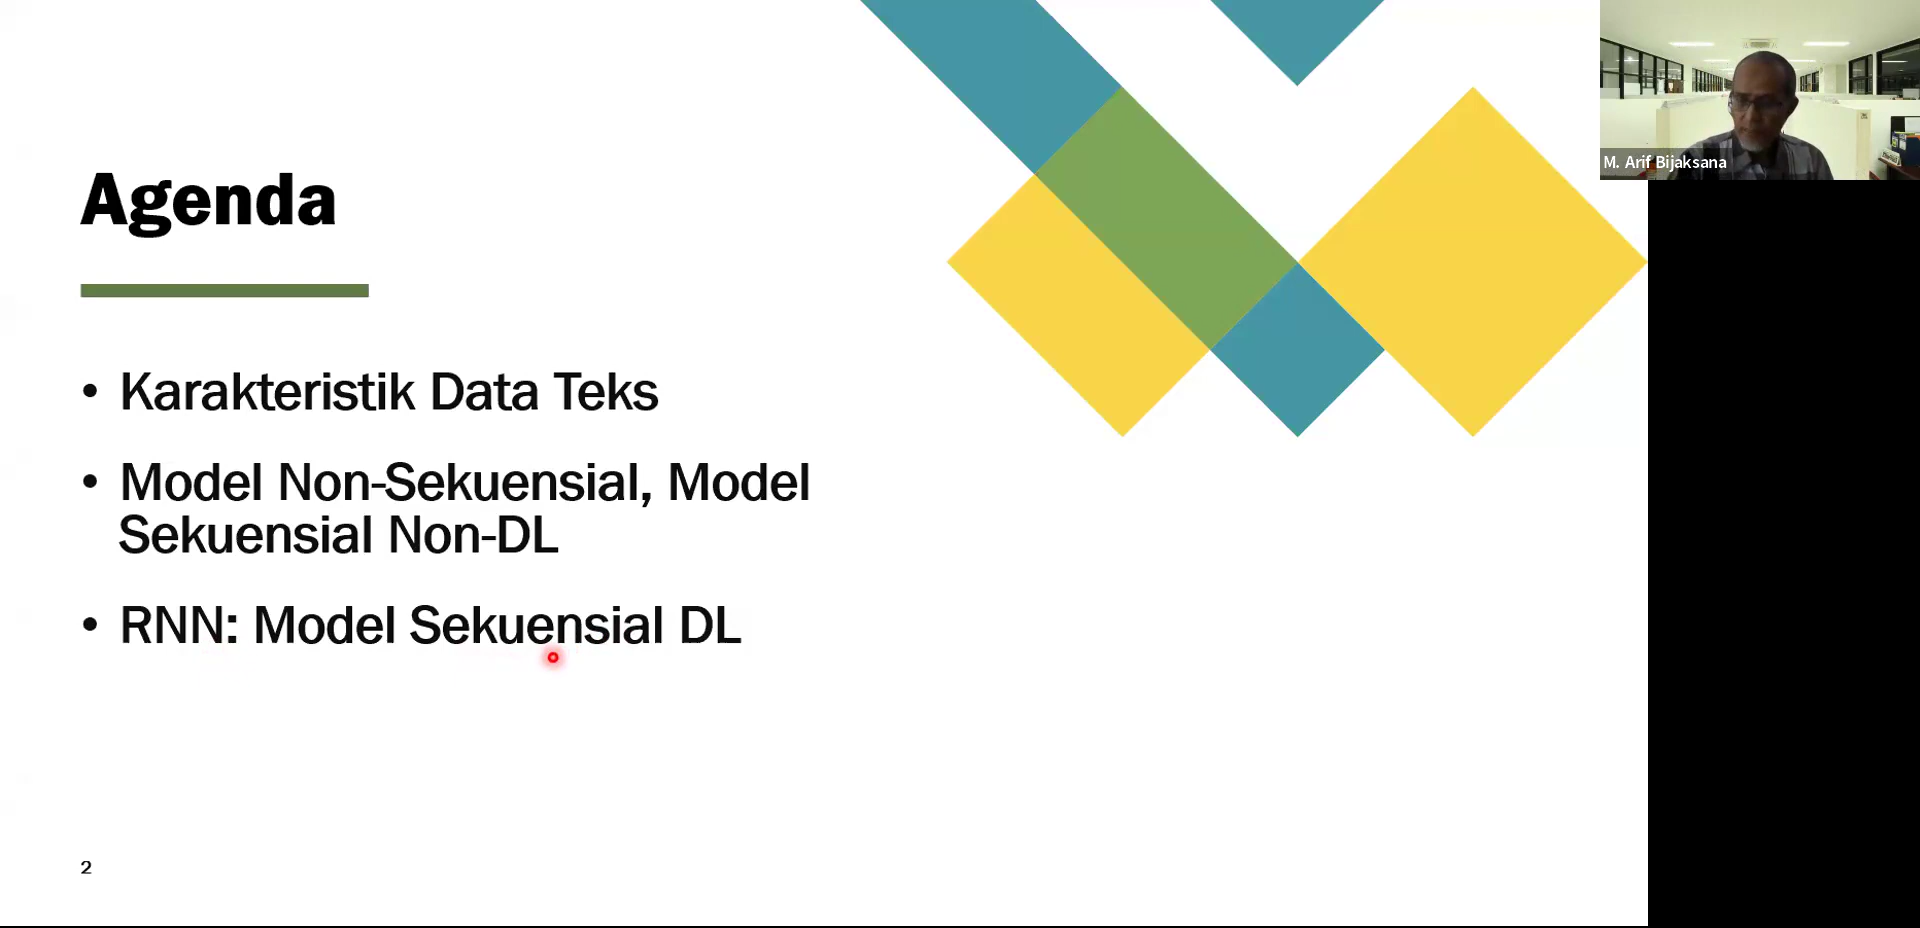 Agenda
• Karakteristik Data Teks
• Model Non-Sekuensial, Model
Sekuensial Non-DL
• RNN: Model Sekuensial DL
2
M. Arif Bijaksana